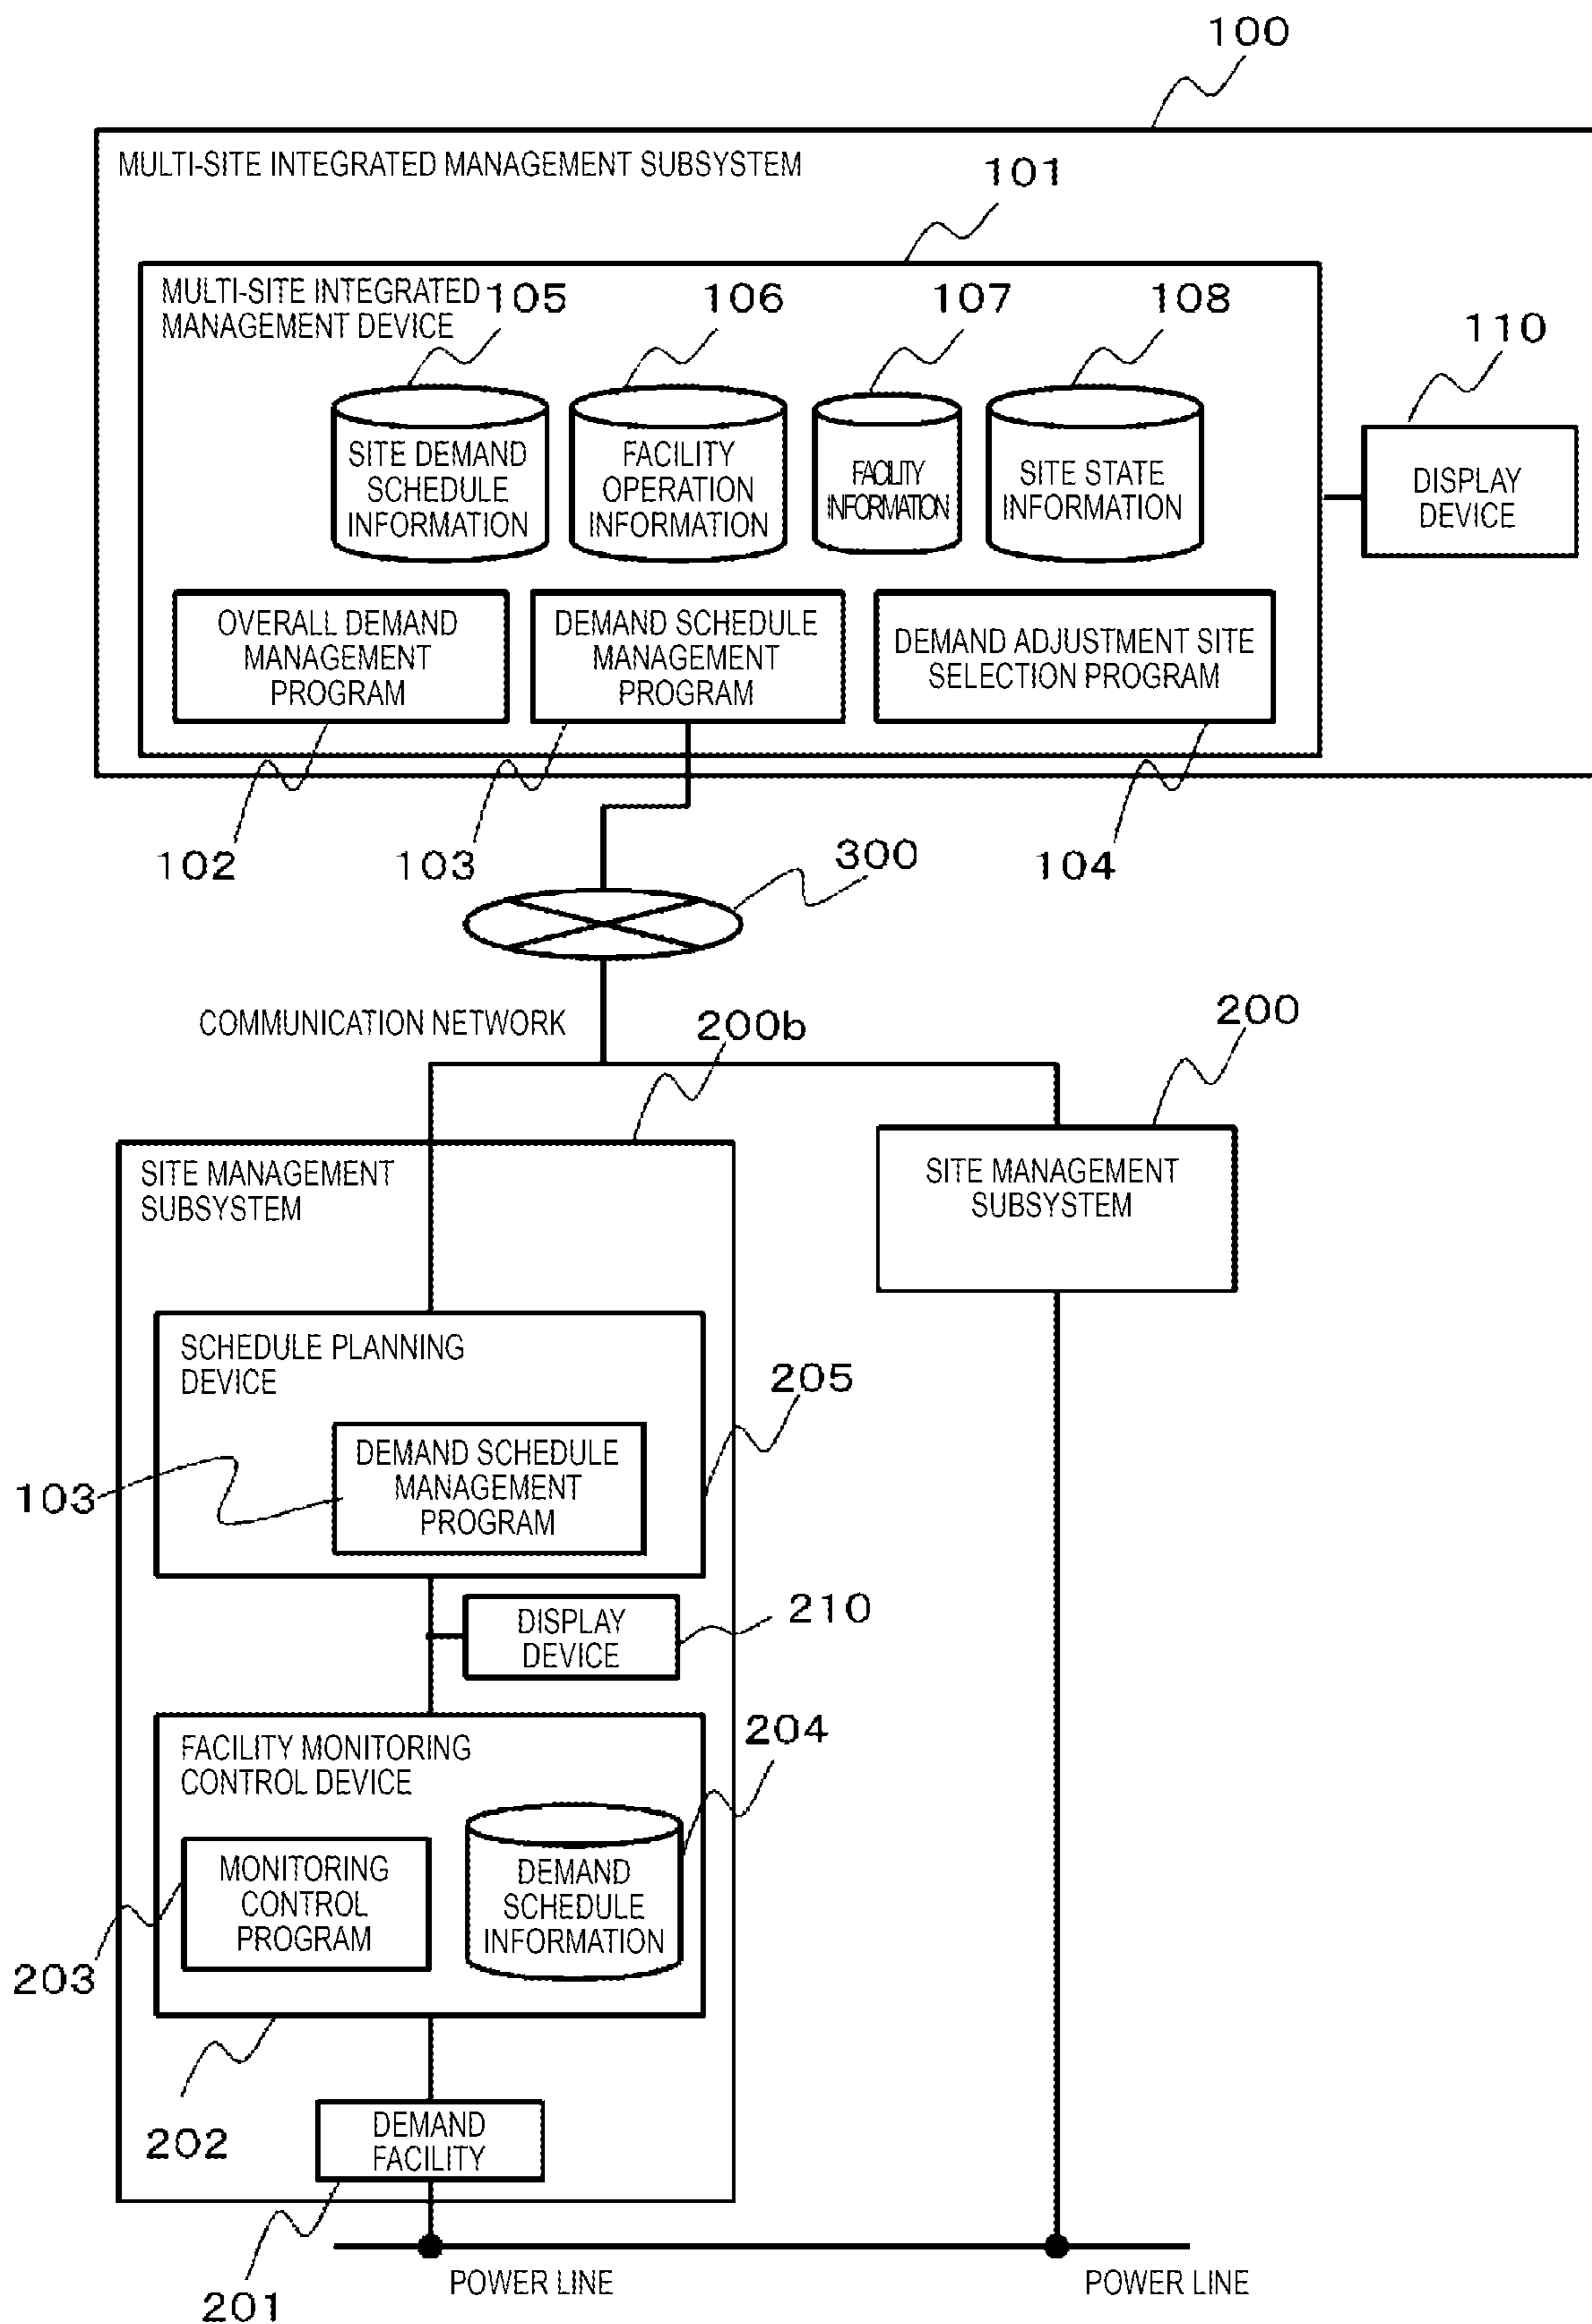 100
MULTI-SITE INTEGRATED MANAGEMENT SUBSYSTEM
101
MULTI-SITE INTEGRATED
MANAGEMENT DEVICE
105
106
107
108
110
SITE DEMAND
SCHEDULE
INFORMATION
FACILITY
OPERATION
INFORMATION
FACILITY
INFORMATION
SITE STATE
INFORMATION
DISPLAY
DEVICE
OVERALL DEMAND
MANAGEMENT
PROGRAM
DEMAND SCHEDULE
MANAGEMENT
PROGRAM
DEMAND ADJUSTMENT SITE
SELECTION PROGRAM
102
103
104
300
COMMUNICATION NETWORK
200b
200
SITE MANAGEMENT
SUBSYSTEM
SITE MANAGEMENT
SUBSYSTEM
SCHEDULE PLANNING
DEVICE
205
DEMAND SCHEDULE
MANAGEMENT
PROGRAM
103
DISPLAY
DEVICE
210
FACILITY MONITORING
CONTROL DEVICE
204
MONITORING
CONTROL
PROGRAM
DEMAND
SCHEDULE
INFORMATION
203
202
DEMAND
FACILITY
201
POWER LINE
POWER LINE